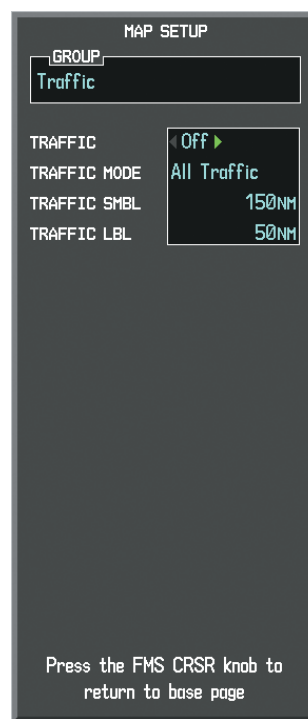 MAP SETUP
GROUP
Traffic
TRAFFIC Off
TRAFFIC MODE All Traffic
TRAFFIC SMBL 150NM
TRAFFIC LBL 50NM
Press the FMS CRSR knob to
return to base page